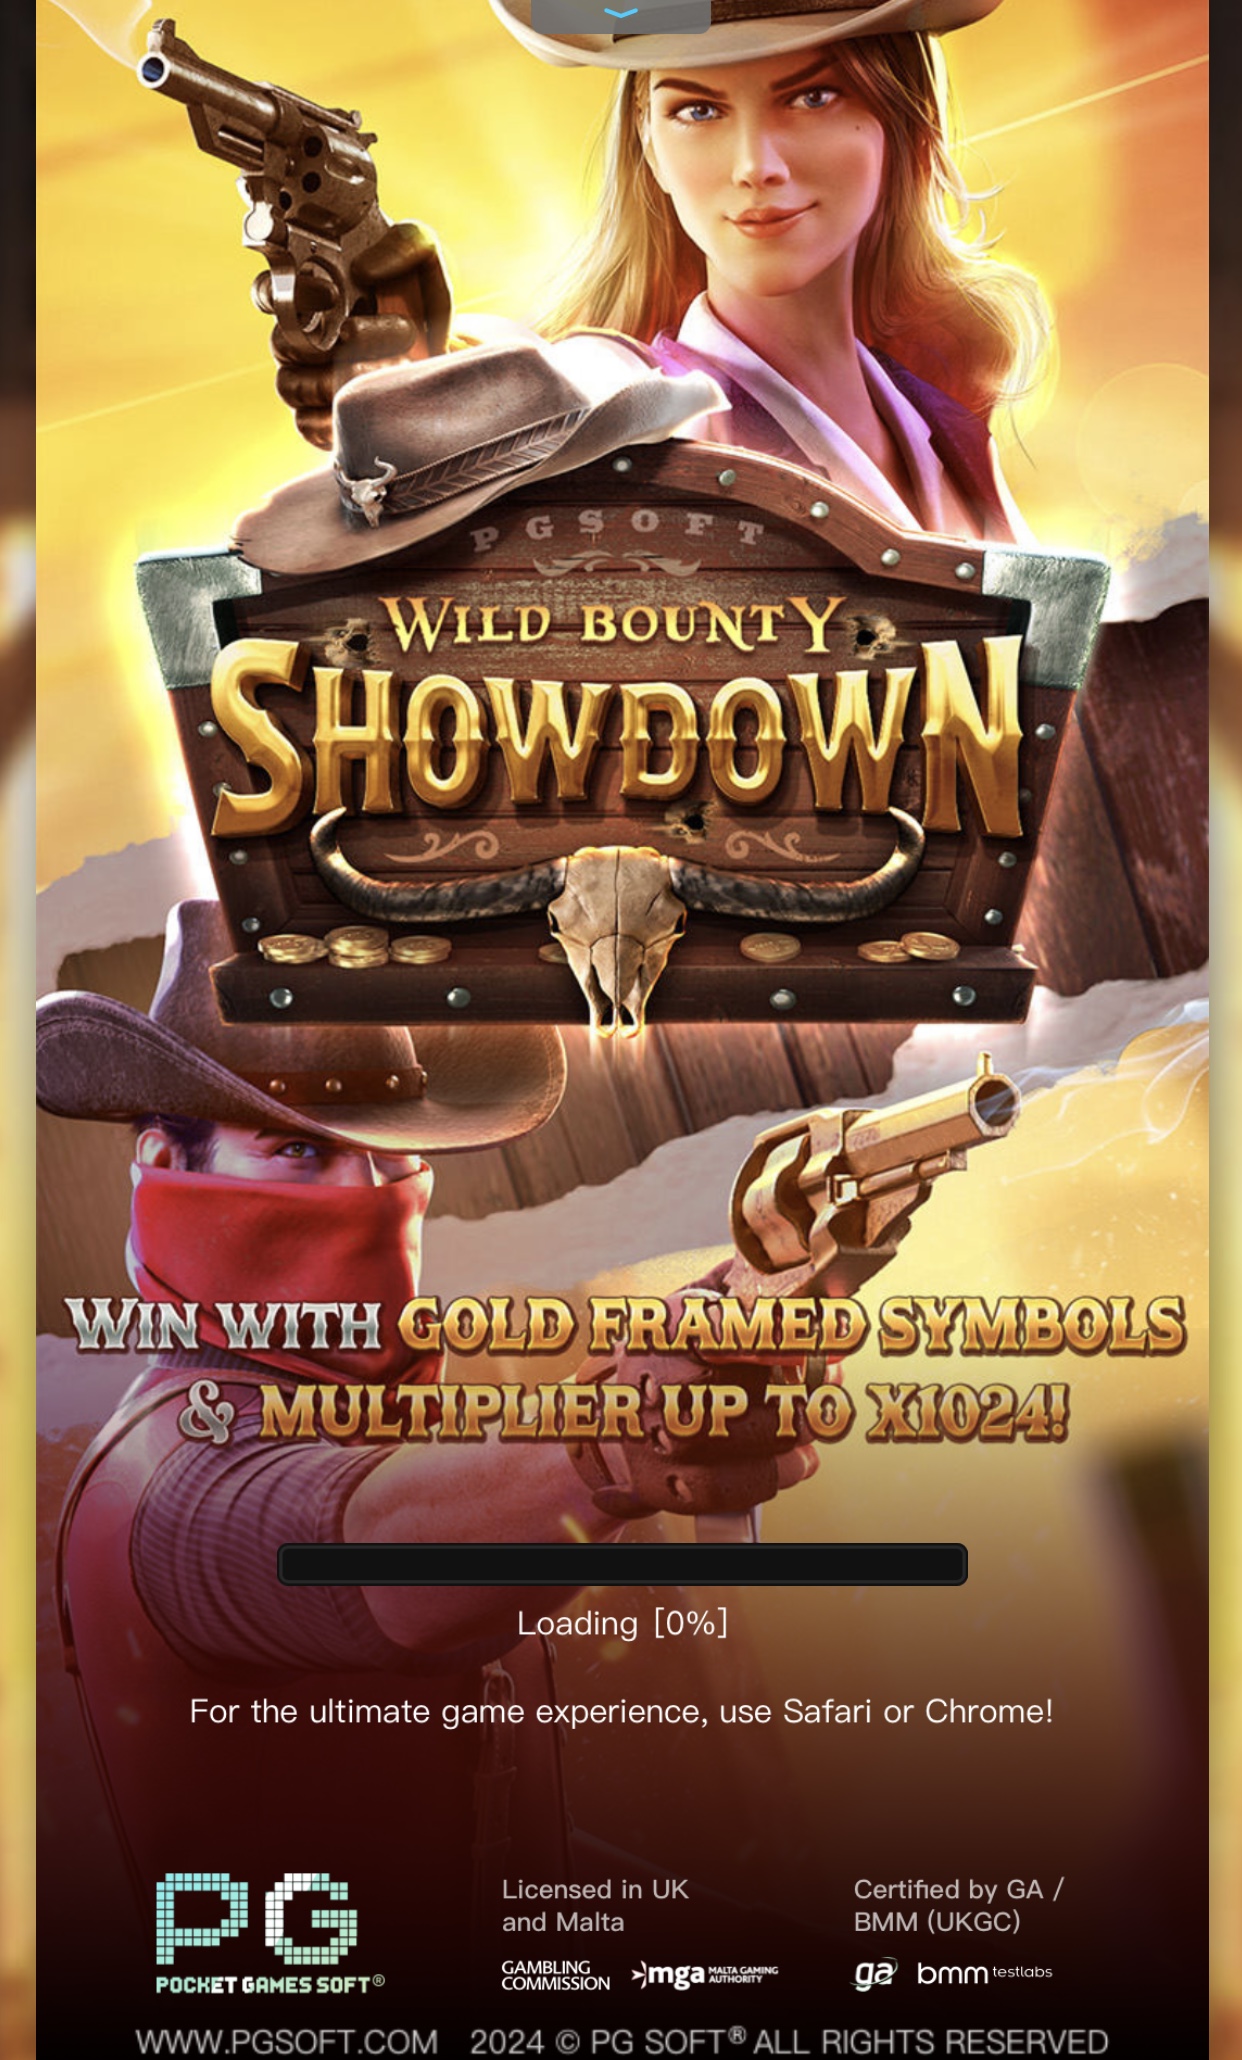 PGSOFT
WILD BOUNTY
SHOWDOWN
WIN WITH GOLD FRAMED SYMBOLS
& MULTIPLIER UP TO X1024!
Loading [0%]
For the ultimate game experience, use Safari or Chrome!
PG
POCKET GAMES SOFT®
Licensed in UK
and Malta
GAMBLING
COMMISSION
mga MALTA GAMING
AUTHORITY
Certified by GA /
BMM (UKGC)
ga bmm testlabs
WWW.PGSOFT.COM 2024 © PG SOFT® ALL RIGHTS RESERVED